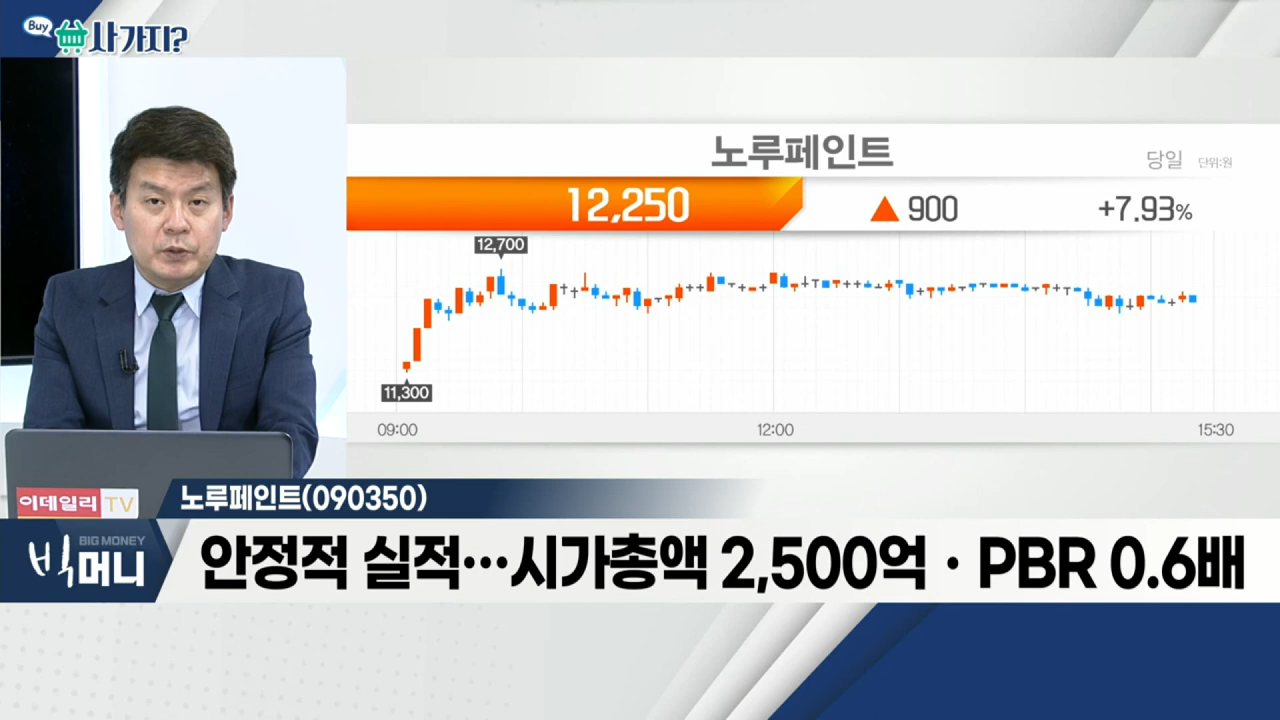 Buy
사가지?
노루페인트
당일 단위:원
12,250 ▲ 900 +7.93%
12,700
11,300
09:00 12:00 15:30
이데일리 TV
노루페인트(090350)
BIG MONEY
빅머니
안정적 실적…시가총액 2,500억·PBR 0.6배